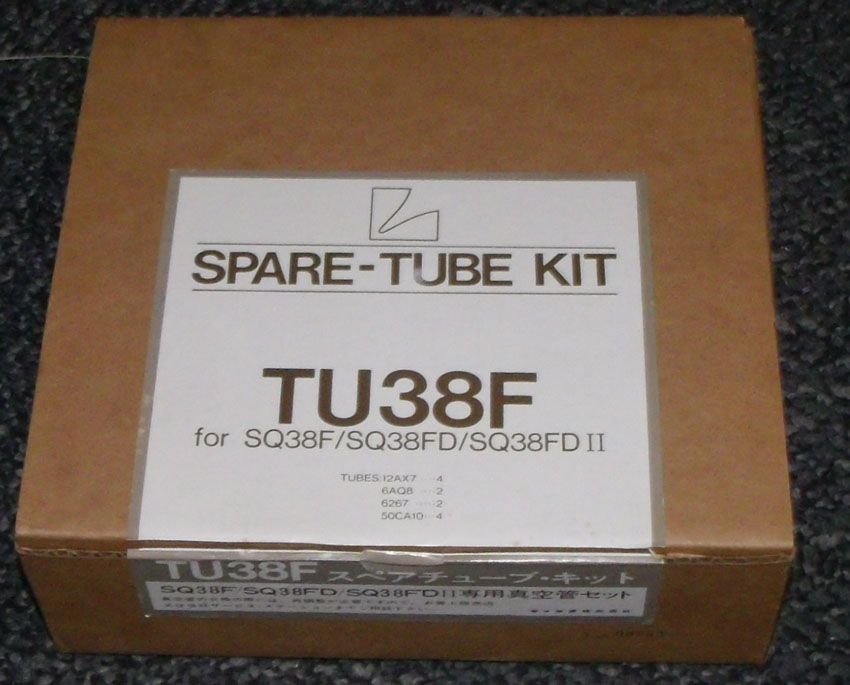 SPARE-TUBE KIT
TU38F
for SQ38F/SQ38FD/SQ38FD II
TUBES:12AX7 ····4
6AQ8 ····2
6267 ·····2
50CA10···4
TU38F スペアチューブ・キット
SQ38F/SQ38FD/SQ38FDII専用真空管セット